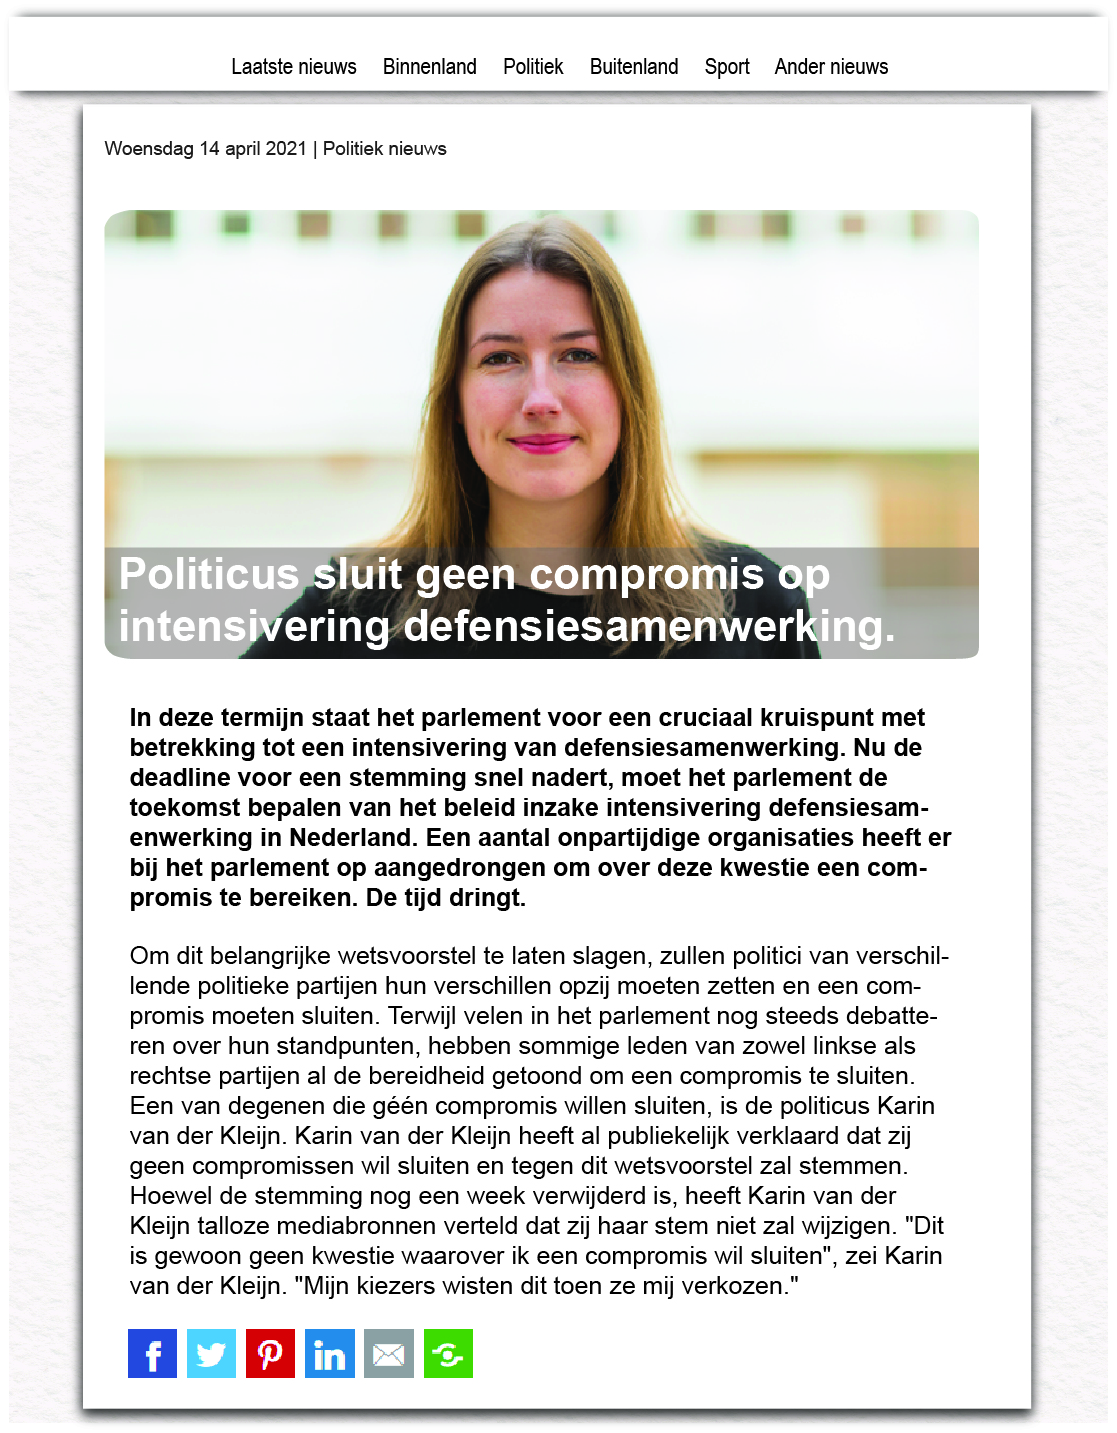 Laatste nieuws Binnenland Politiek Buitenland Sport Ander nieuws
Woensdag 14 april 2021 | Politiek nieuws
Politicus sluit geen compromis op
intensivering defensiesamenwerking.
In deze termijn staat het parlement voor een cruciaal kruispunt met
betrekking tot een intensivering van defensiesamenwerking. Nu de
deadline voor een stemming snel nadert, moet het parlement de
toekomst bepalen van het beleid inzake intensivering defensiesam-
enwerking in Nederland. Een aantal onpartijdige organisaties heeft er
bij het parlement op aangedrongen om over deze kwestie een com-
promis te bereiken. De tijd dringt.
Om dit belangrijke wetsvoorstel te laten slagen, zullen politici van verschil-
lende politieke partijen hun verschillen opzij moeten zetten en een com-
promis moeten sluiten. Terwijl velen in het parlement nog steeds debatte-
ren over hun standpunten, hebben sommige leden van zowel linkse als
rechtse partijen al de bereidheid getoond om een compromis te sluiten.
Een van degenen die géén compromis willen sluiten, is de politicus Karin
van der Kleijn. Karin van der Kleijn heeft al publiekelijk verklaard dat zij
geen compromissen wil sluiten en tegen dit wetsvoorstel zal stemmen.
Hoewel de stemming nog een week verwijderd is, heeft Karin van der
Kleijn talloze mediabronnen verteld dat zij haar stem niet zal wijzigen. "Dit
is gewoon geen kwestie waarover ik een compromis wil sluiten", zei Karin
van der Kleijn. "Mijn kiezers wisten dit toen ze mij verkozen."